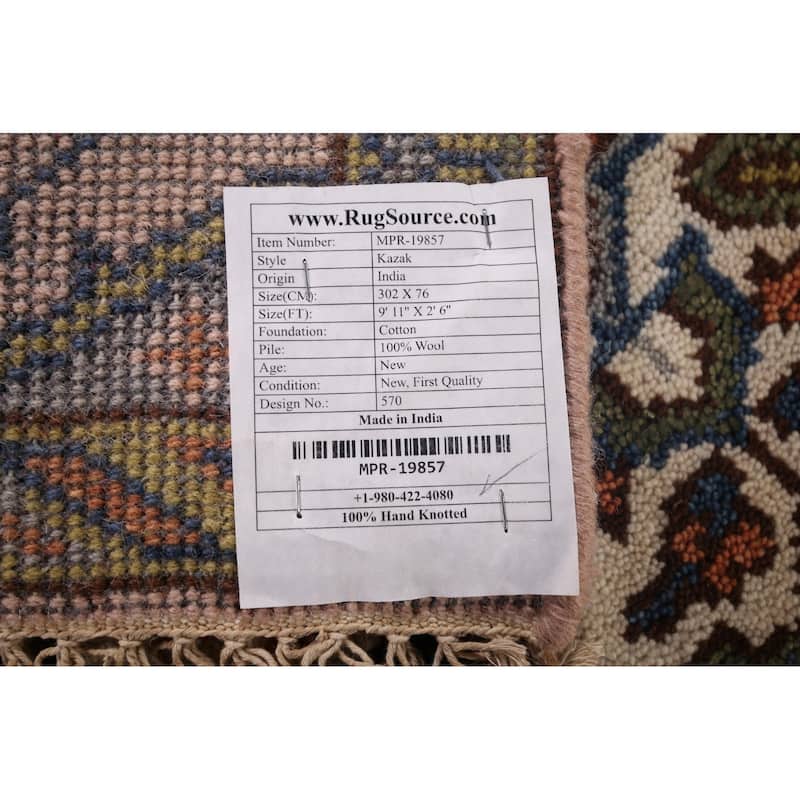 www.RugSource.com
Item Number: MPR-19857
Style Kazak
Origin India
Size(CM): 302 X 76
Size(FT): 9' 11" X 2' 6"
Foundation: Cotton
Pile: 100% Wool
Age: New
Condition: New, First Quality
Design No.: 570
Made in India
MPR-19857
+1-980-422-4080
100% Hand Knotted